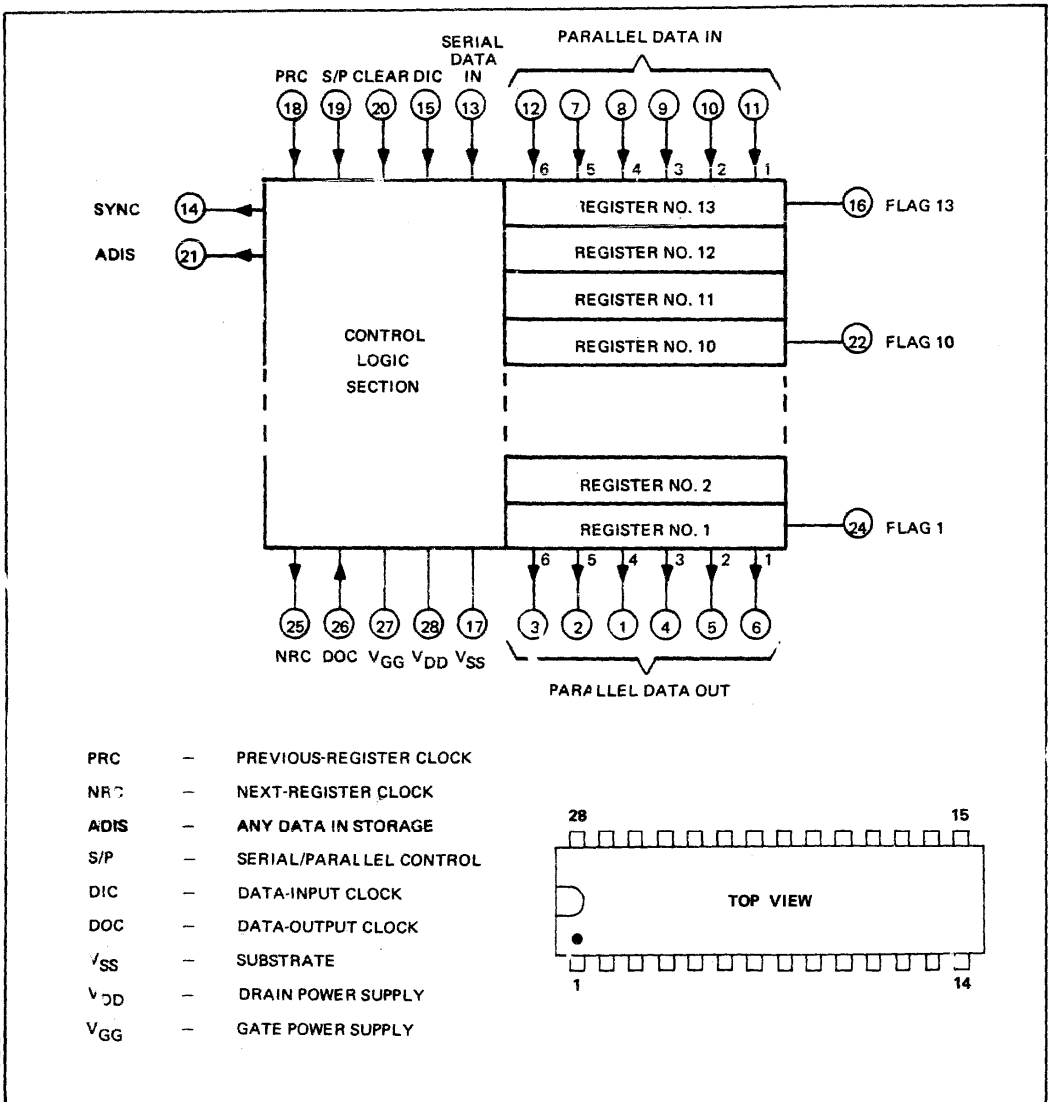 PARALLEL DATA IN
SERIAL
DATA
PRC S/P CLEAR DIC IN
18 19 20 15 13 12 7 8 9 10 11
6 5 4 3 2 1
SYNC 14
REGISTER NO. 13 16 FLAG 13
ADIS 21
REGISTER NO. 12
REGISTER NO. 11
CONTROL
LOGIC
SECTION
REGISTER NO. 10 22 FLAG 10
REGISTER NO. 2
REGISTER NO. 1 24 FLAG 1
6 5 4 3 2 1
25 26 27 28 17 3 2 1 4 5 6
NRC DOC VGG VDD VSS
PARALLEL DATA OUT
PRC – PREVIOUS-REGISTER CLOCK
NRC – NEXT-REGISTER CLOCK
ADIS – ANY DATA IN STORAGE
S/P – SERIAL/PARALLEL CONTROL
DIC – DATA-INPUT CLOCK
DOC – DATA-OUTPUT CLOCK
VSS – SUBSTRATE
VDD – DRAIN POWER SUPPLY
VGG – GATE POWER SUPPLY
28 15
TOP VIEW
1 14